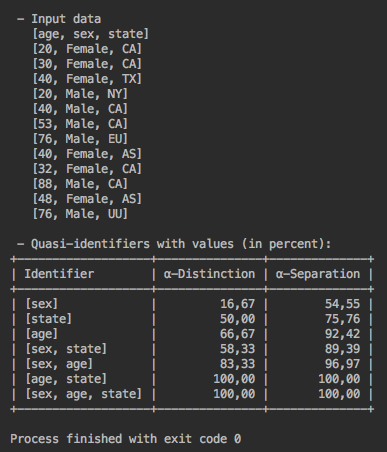 – Input data
[age, sex, state]
[20, Female, CA]
[30, Female, CA]
[40, Female, TX]
[20, Male, NY]
[40, Male, CA]
[53, Male, CA]
[76, Male, EU]
[40, Female, AS]
[32, Female, CA]
[88, Male, CA]
[48, Female, AS]
[76, Male, UU]
– Quasi-identifiers with values (in percent):
| Identifier | α-Distinction | α-Separation |
| [sex] | 16,67 | 54,55 |
| [state] | 50,00 | 75,76 |
| [age] | 66,67 | 92,42 |
| [sex, state] | 58,33 | 89,39 |
| [sex, age] | 83,33 | 96,97 |
| [age, state] | 100,00 | 100,00 |
| [sex, age, state] | 100,00 | 100,00 |
Process finished with exit code 0